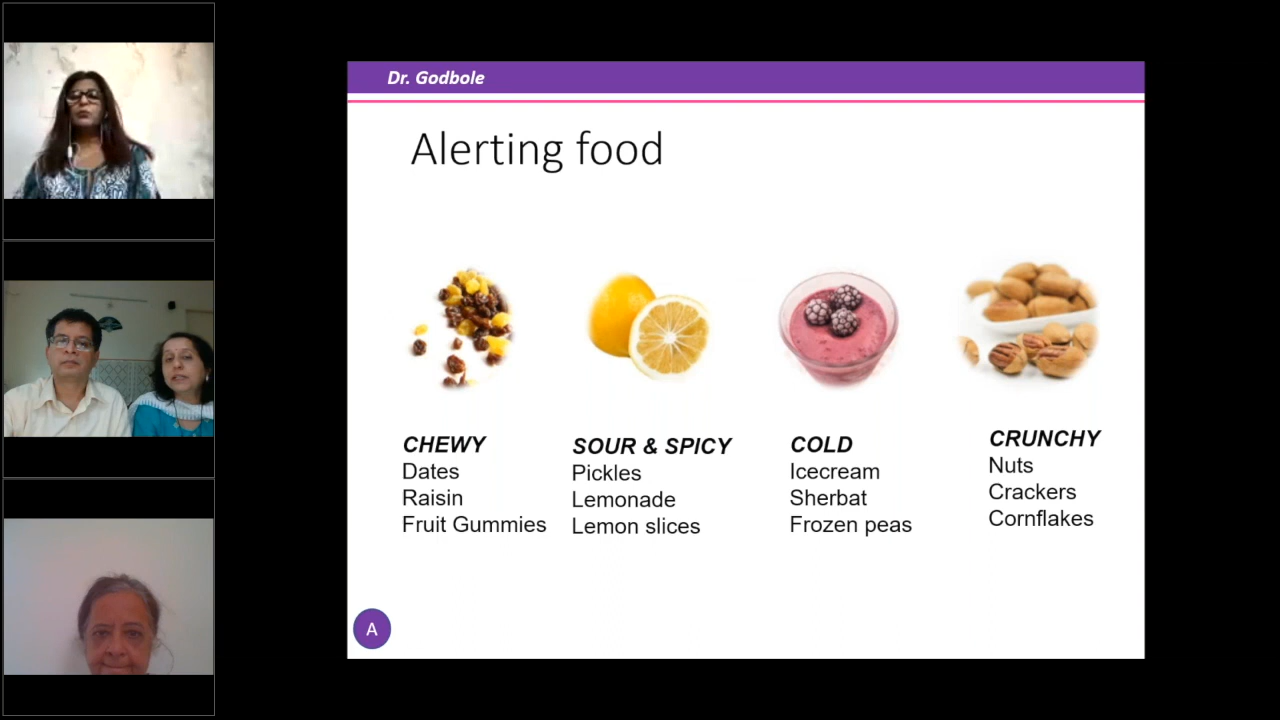 Dr. Godbole
Alerting food
CHEWY
Dates
Raisin
Fruit Gummies
SOUR & SPICY
Pickles
Lemonade
Lemon slices
COLD
Icecream
Sherbat
Frozen peas
CRUNCHY
Nuts
Crackers
Cornflakes
A